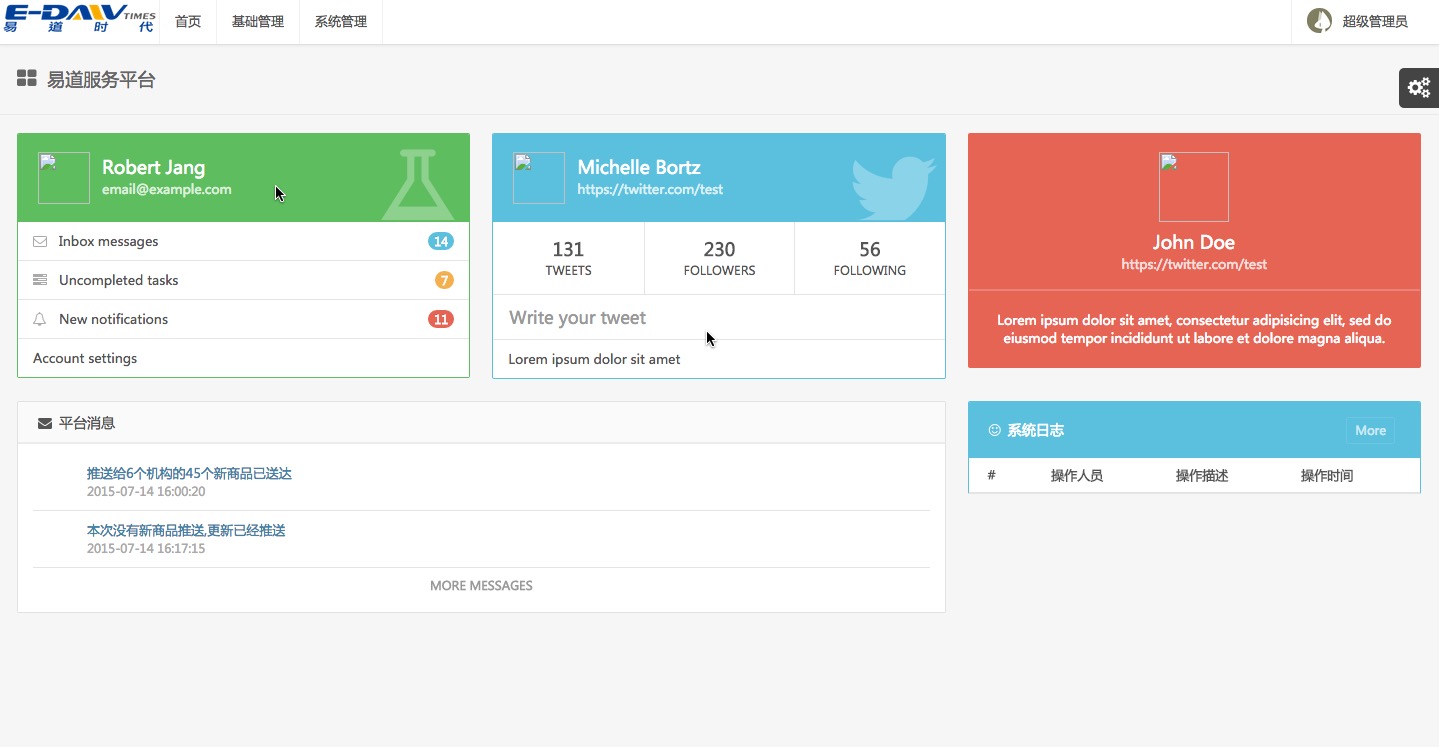 E-DAW TIMES
易道时代
首页
基础管理
系统管理
超级管理员
易道服务平台
Robert Jang
email@example.com
Inbox messages 14
Uncompleted tasks 7
New notifications 11
Account settings
Michelle Bortz
https://twitter.com/test
131 230 56
TWEETS FOLLOWERS FOLLOWING
Write your tweet
Lorem ipsum dolor sit amet
John Doe
https://twitter.com/test
Lorem ipsum dolor sit amet, consectetur adipisicing elit, sed do
eiusmod tempor incididunt ut labore et dolore magna aliqua.
平台消息
推送给6个机构的45个新商品已送达
2015-07-14 16:00:20
本次没有新商品推送,更新已经推送
2015-07-14 16:17:15
MORE MESSAGES
系统日志 More
# 操作人员 操作描述 操作时间